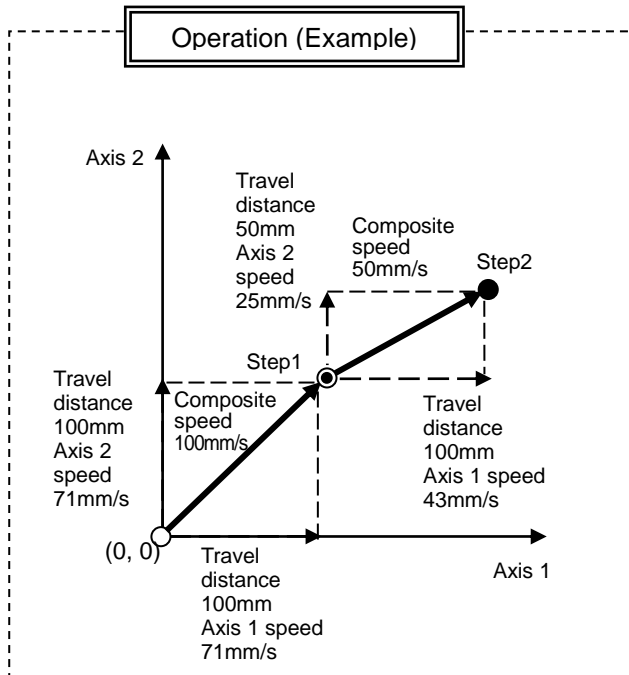 Operation (Example)
Axis 2
Travel
distance
50mm
Axis 2
speed
25mm/s
Composite
speed
50mm/s
Step2
Step1
Travel
distance
100mm
Axis 2
speed
71mm/s
Composite
speed
100mm/s
Travel
distance
100mm
Axis 1 speed
43mm/s
(0, 0)
Axis 1
Travel
distance
100mm
Axis 1 speed
71mm/s